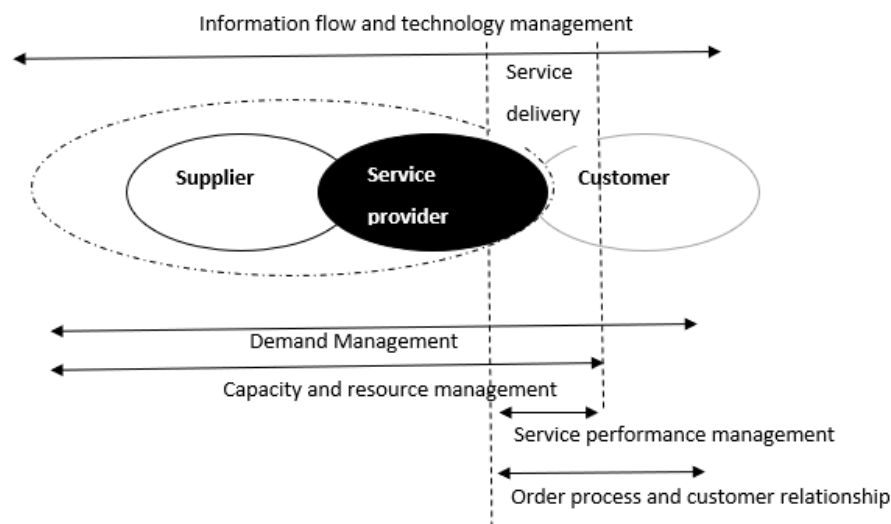 Information flow and technology management
Service
delivery
Supplier
Service
provider
Customer
Demand Management
Capacity and resource management
Service performance management
Order process and customer relationship